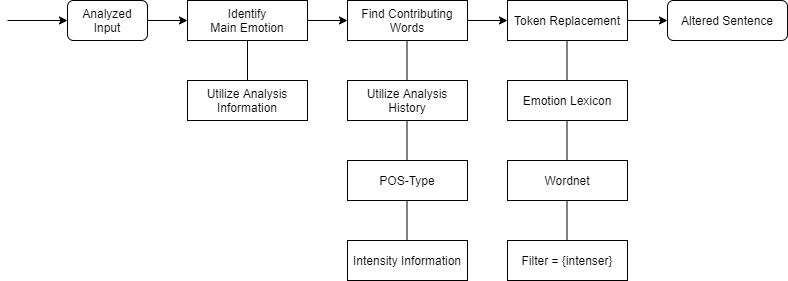 Analyzed
Input
Identify
Main Emotion
Find Contributing
Words
Token Replacement
Altered Sentence
Utilize Analysis
Information
Utilize Analysis
History
Emotion Lexicon
POS-Type
Wordnet
Intensity Information
Filter = {intenser}